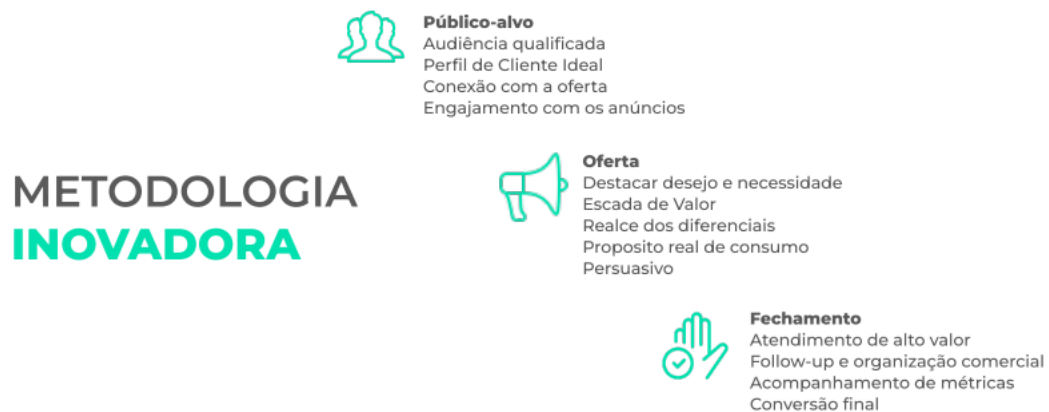 Público-alvo
Audiência qualificada
Perfil de Cliente Ideal
Conexão com a oferta
Engajamento com os anúncios
METODOLOGIA
INOVADORA
Oferta
Destacar desejo e necessidade
Escada de Valor
Realce dos diferenciais
Proposito real de consumo
Persuasivo
Fechamento
Atendimento de alto valor
Follow-up e organização comercial
Acompanhamento de métricas
Conversão final